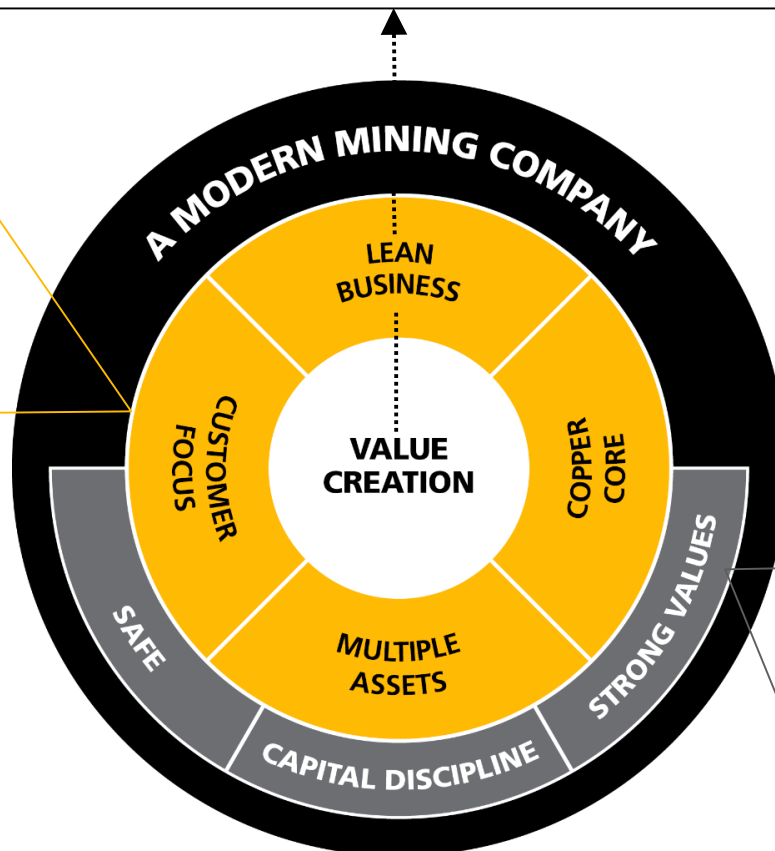 A MODERN MINING COMPANY
LEAN
BUSINESS
CUSTOMER
FOCUS
VALUE
CREATION
COPPER
CORE
MULTIPLE
ASSETS
SAFE
CAPITAL DISCIPLINE
STRONG VALUES